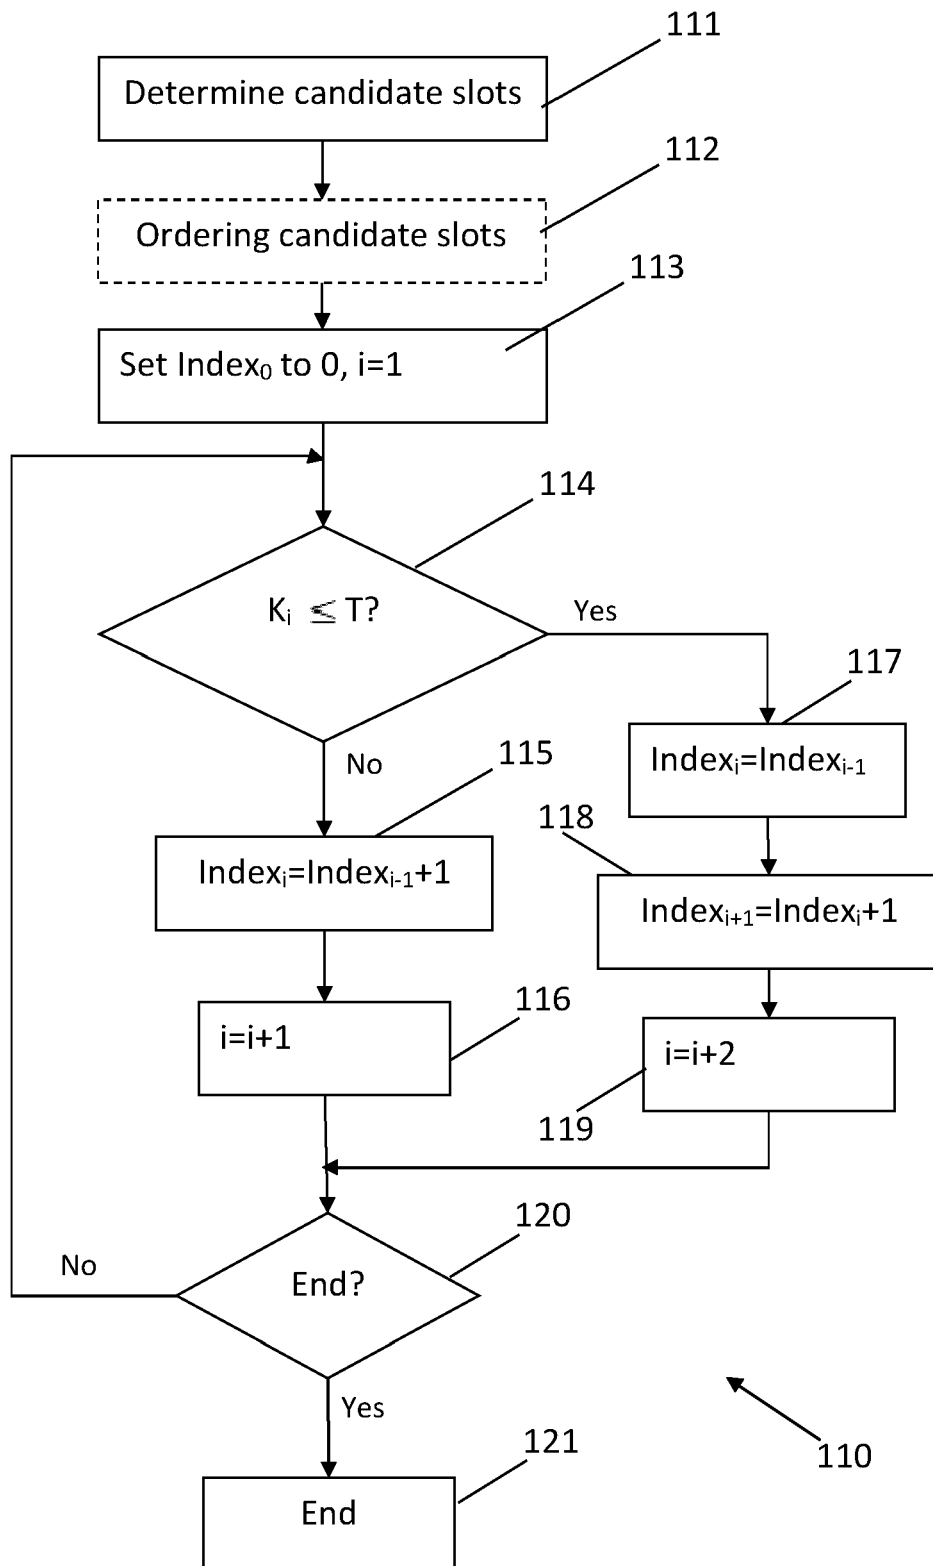 111
Determine candidate slots
112
Ordering candidate slots
113
Set Index₀ to 0, i=1
114
Kᵢ ≤ T?
Yes
117
No
115
Indexᵢ=Indexᵢ₋₁
118
Indexᵢ=Indexᵢ₋₁+1
Indexᵢ₊₁=Indexᵢ+1
116
i=i+1
i=i+2
119
120
No
End?
Yes
110
121
End